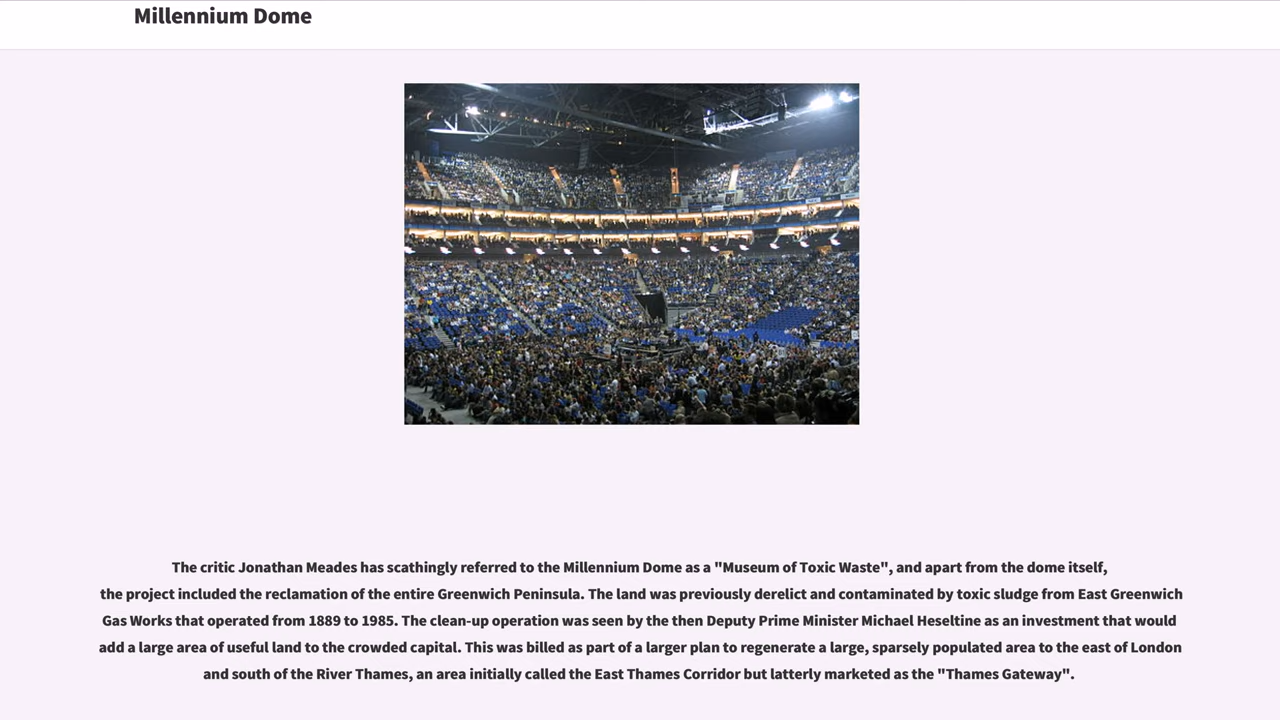 Millennium Dome
The critic Jonathan Meades has scathingly referred to the Millennium Dome as a "Museum of Toxic Waste", and apart from the dome itself,
the project included the reclamation of the entire Greenwich Peninsula. The land was previously derelict and contaminated by toxic sludge from East Greenwich
Gas Works that operated from 1889 to 1985. The clean-up operation was seen by the then Deputy Prime Minister Michael Heseltine as an investment that would
add a large area of useful land to the crowded capital. This was billed as part of a larger plan to regenerate a large, sparsely populated area to the east of London
and south of the River Thames, an area initially called the East Thames Corridor but latterly marketed as the "Thames Gateway".